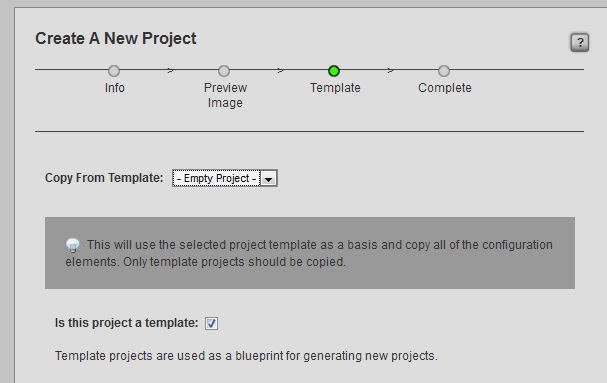 Create A New Project
?
> > >
Info Preview Template Complete
Image
Copy From Template: - Empty Project -
This will use the selected project template as a basis and copy all of the configuration
elements. Only template projects should be copied.
Is this project a template:
Template projects are used as a blueprint for generating new projects.